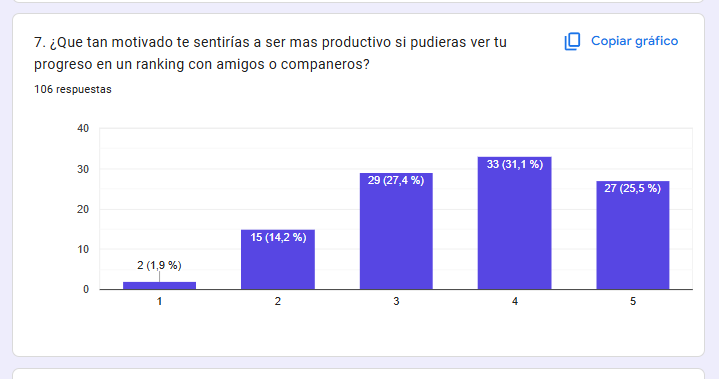 7. ¿Que tan motivado te sentirías a ser mas productivo si pudieras ver tu
progreso en un ranking con amigos o companeros?
Copiar gráfico
106 respuestas
40
30
20
10
0
2 (1,9 %)
15 (14,2 %)
29 (27,4 %)
33 (31,1 %)
27 (25,5 %)
1 2 3 4 5